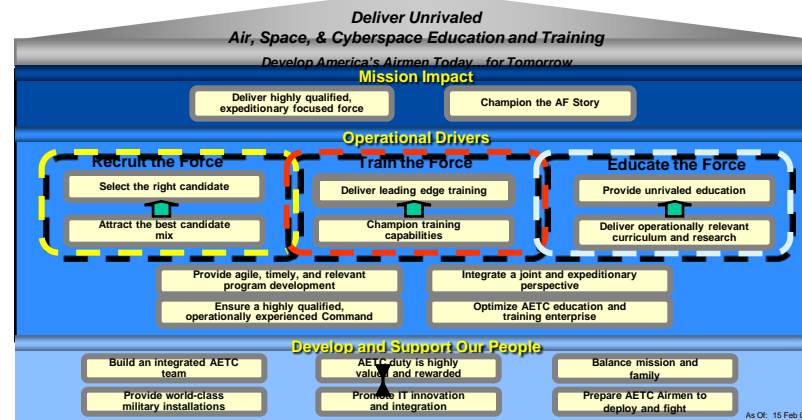 Deliver Unrivaled
Air, Space, & Cyberspace Education and Training
Develop America's Airmen Today...for Tomorrow
Mission Impact
Deliver highly qualified,
expeditionary focused force
Champion the AF Story
Operational Drivers
Recruit the Force
Train the Force
Educate the Force
Select the right candidate
Deliver leading edge training
Provide unrivaled education
Attract the best candidate
mix
Champion training
capabilities
Deliver operationally relevant
curriculum and research
Provide agile, timely, and relevant
program development
Integrate a joint and expeditionary
perspective
Ensure a highly qualified,
operationally experienced Command
Optimize AETC education and
training enterprise
Develop and Support Our People
Build an integrated AETC
team
AETC duty is highly
valued and rewarded
Balance mission and
family
Provide world-class
military installations
Promote IT innovation
and integration
Prepare AETC Airmen to
deploy and fight
As Of: 15 Feb